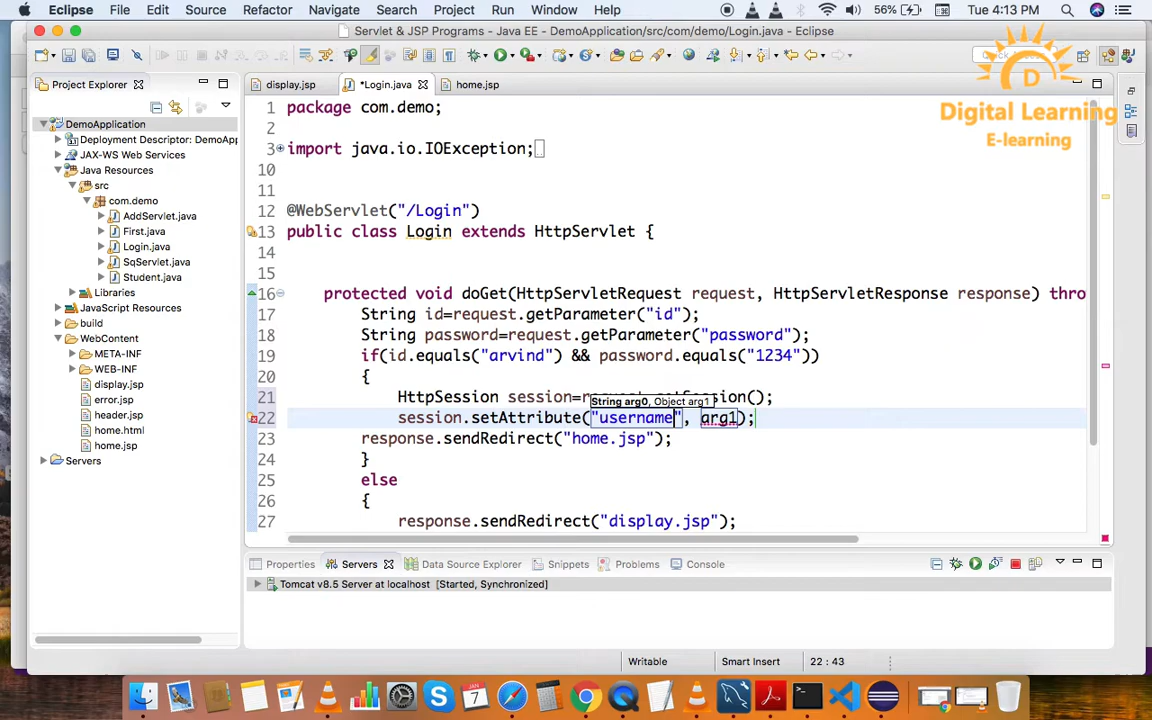 Eclipse File Edit Source Refactor Navigate Search Project Run Window Help 56% Tue 4:13 PM
Servlet & JSP Programs - Java EE - DemoApplication/src/com/demo/Login.java - Eclipse
Digital Learning
E-learning
Project Explorer
DemoApplication
Deployment Descriptor: DemoApp
JAX-WS Web Services
Java Resources
src
com.demo
AddServlet.java
First.java
Login.java
SqServlet.java
Student.java
Libraries
JavaScript Resources
build
WebContent
META-INF
WEB-INF
display.jsp
error.jsp
header.jsp
home.html
home.jsp
Servers
display.jsp *Login.java home.jsp
1 package com.demo;
2
3 import java.io.IOException;
10
11
12 @WebServlet("/Login")
13 public class Login extends HttpServlet {
14
15
16 protected void doGet(HttpServletRequest request, HttpServletResponse response) thro
17 String id=request.getParameter("id");
18 String password=request.getParameter("password");
19 if(id.equals("arvind") && password.equals("1234"))
20 {
21 HttpSession session=request.getSession();
String arg0, Object arg1
22 session.setAttribute("username", arg1);
23 response.sendRedirect("home.jsp");
24 }
25 else
26 {
27 response.sendRedirect("display.jsp");
Properties Servers Data Source Explorer Snippets Problems Console
Tomcat v8.5 Server at localhost [Started, Synchronized]
Writable Smart Insert 22 : 43